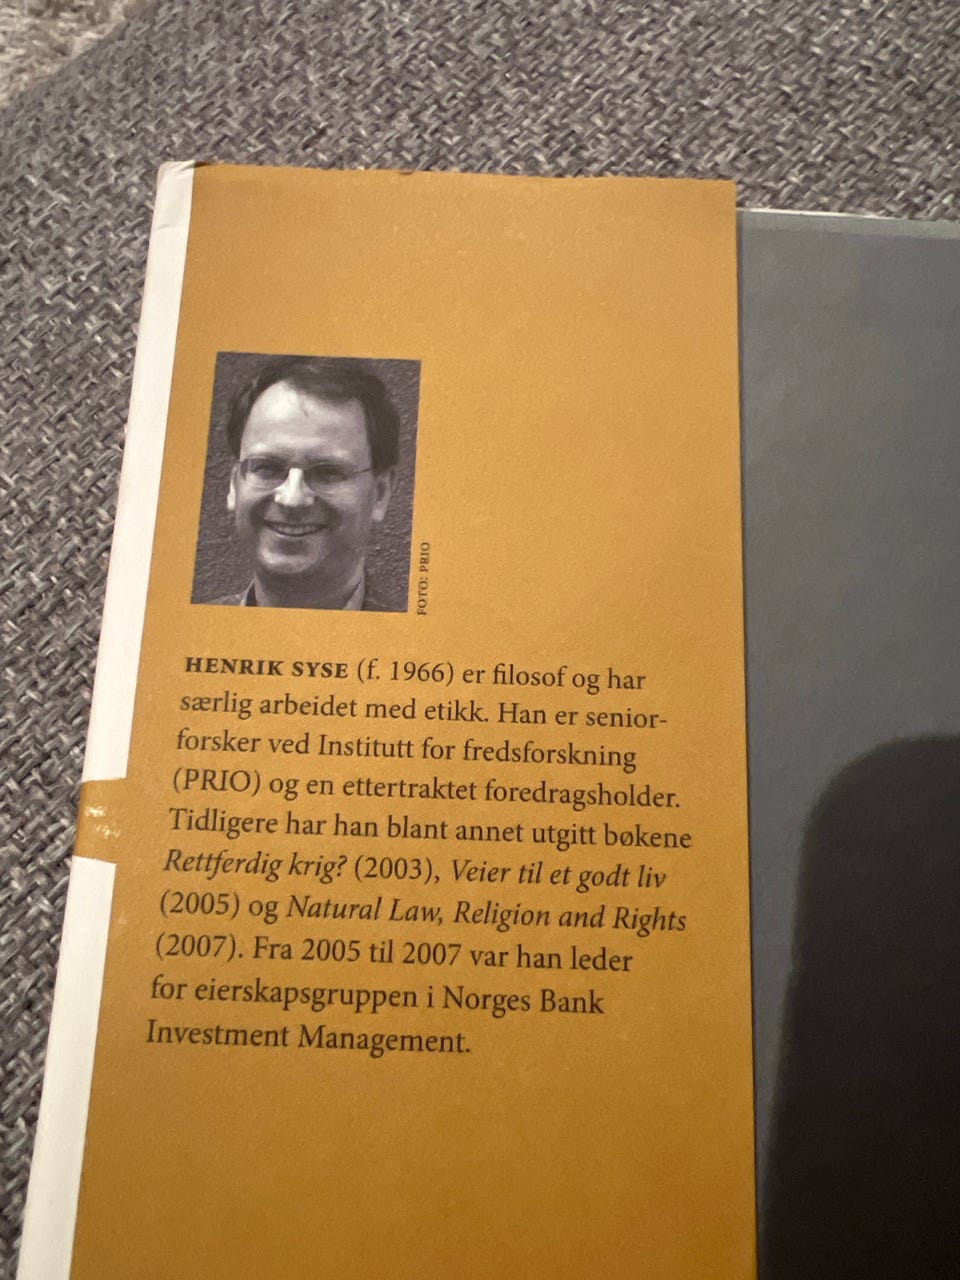 FOTO: PRIO
HENRIK SYSE (f. 1966) er filosof og har
særlig arbeidet med etikk. Han er senior-
forsker ved Institutt for fredsforskning
(PRIO) og en ettertraktet foredragsholder.
Tidligere har han blant annet utgitt bøkene
Rettferdig krig? (2003), Veier til et godt liv
(2005) og Natural Law, Religion and Rights
(2007). Fra 2005 til 2007 var han leder
for eierskapsgruppen i Norges Bank
Investment Management.